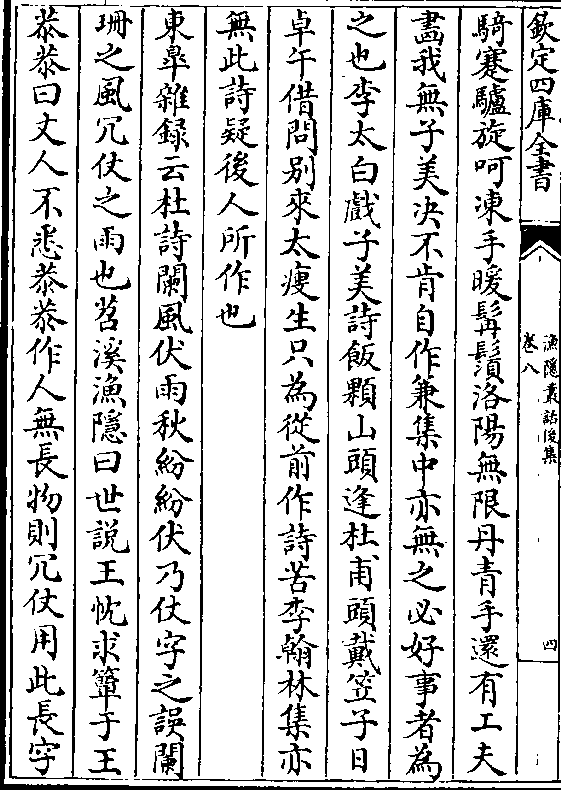 欽定四庫全書
漁隱叢話後集
卷八
四
騎蹇驢旋呵凍手暖髯鬚洛陽無限丹青手還有工夫
畵我無子美决不肯自作兼集中亦無之必好事者為
之也李太白戲子美詩飯顆山頭逢杜甫頭戴笠子日
卓午借問别來太瘦生只為從前作詩苦李翰林集亦
無此詩疑後人所作也
東臯雜録云杜詩闌風伏雨秋紛紛伏乃仗字之誤闌
珊之風冗仗之雨也苕溪漁隱曰世說王忱求簟于王
恭恭曰丈人不悉恭恭作人無長物則冗仗用此長字